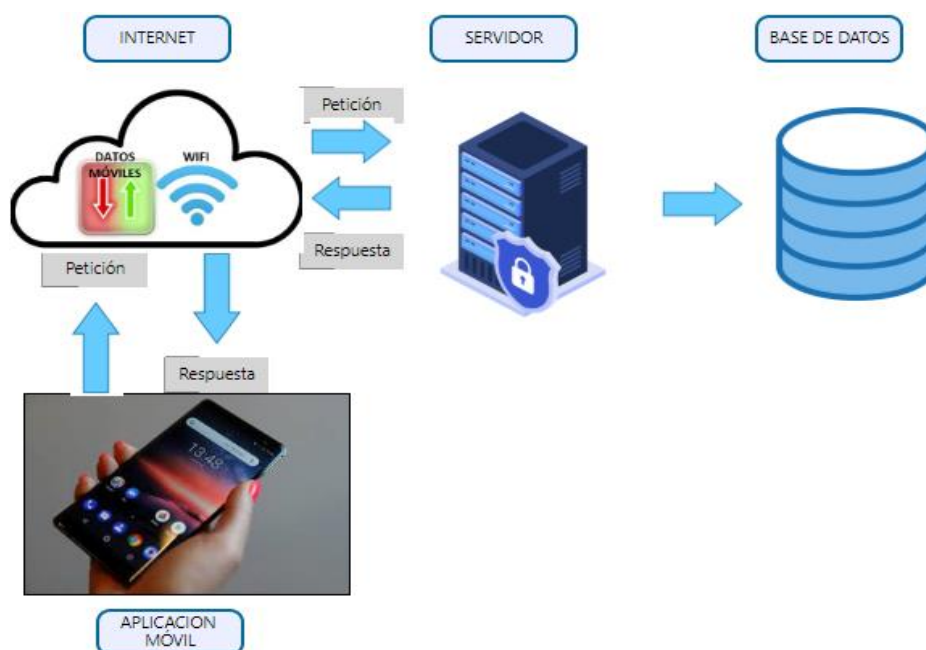 INTERNET
SERVIDOR
BASE DE DATOS
Petición
DATOS
MÓVILES
WIFI
Respuesta
Petición
Respuesta
13:48
APLICACION
MÓVIL